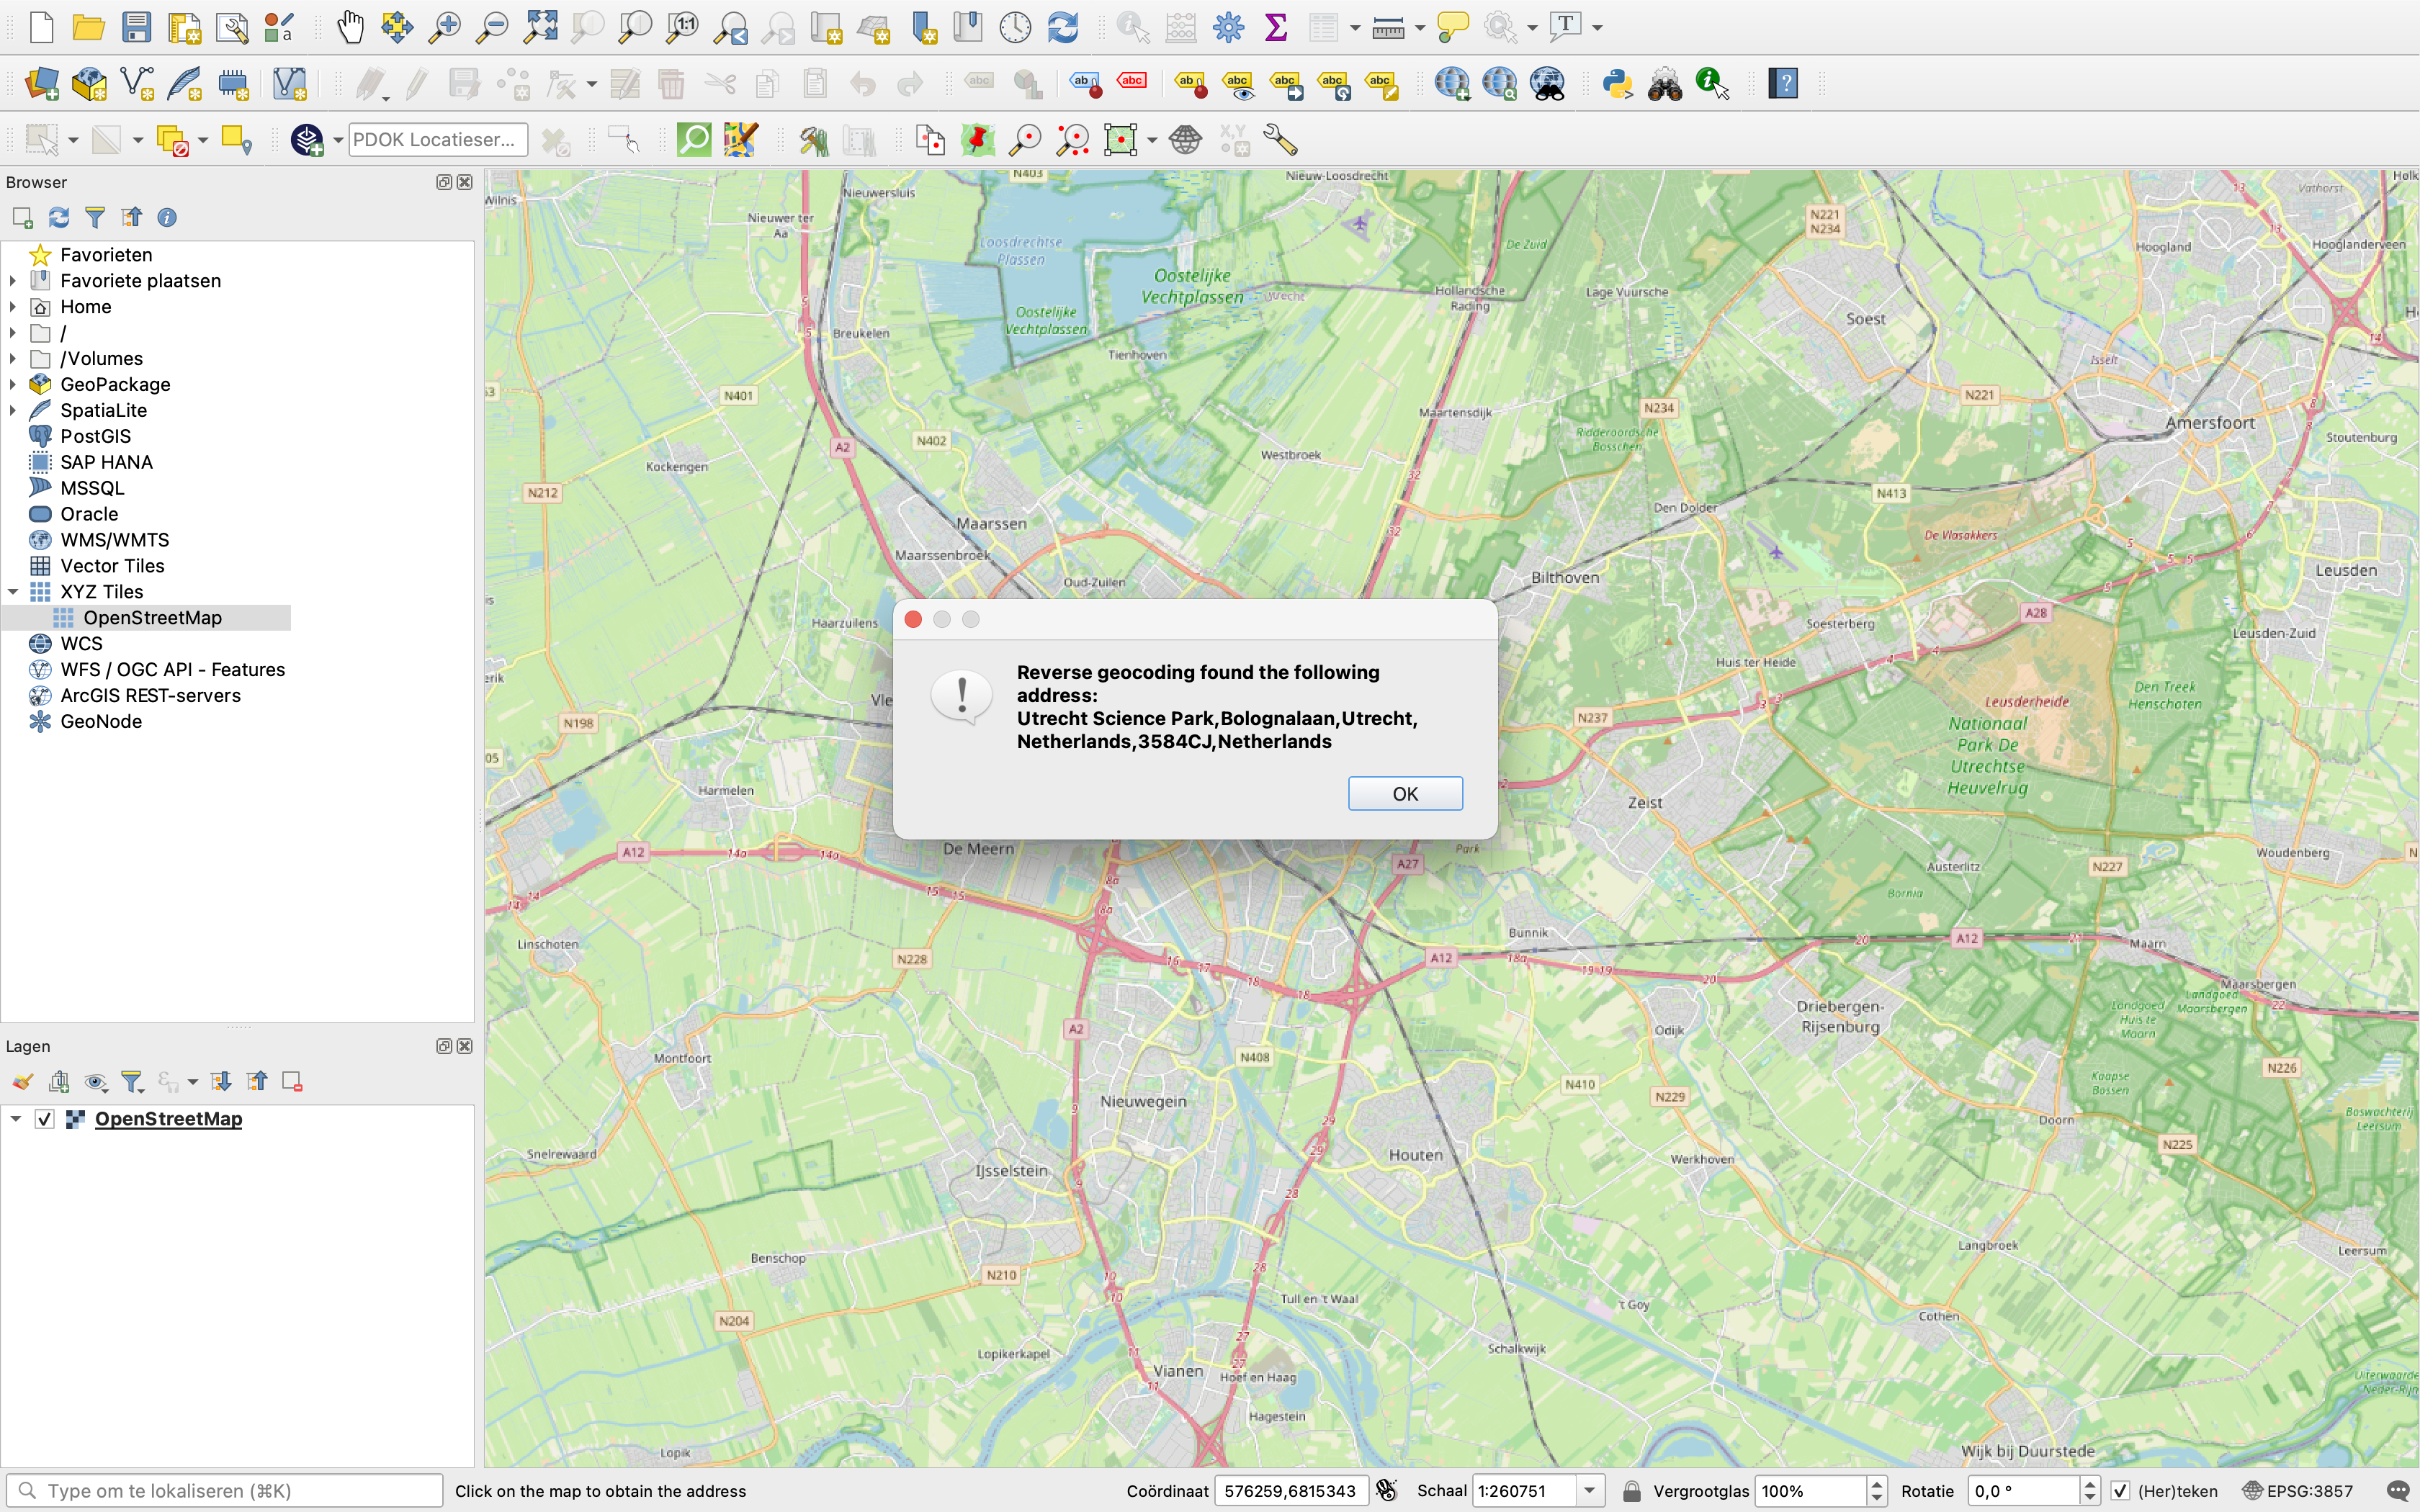 PDOK Locatieser...
Browser
Favorieten
Favoriete plaatsen
Home
/
/Volumes
GeoPackage
SpatiaLite
PostGIS
SAP HANA
MSSQL
Oracle
WMS/WMTS
Vector Tiles
XYZ Tiles
OpenStreetMap
WCS
WFS / OGC API - Features
ArcGIS REST-servers
GeoNode
Lagen
OpenStreetMap
Wilnis
Nieuwersluis
N403
Nieuw-Loosdrecht
Vathorst
Nieuwer ter
Aa
Loosdrechtse
Plassen
De Zuid
N221
N234
Hoogland
Hooglanderveen
Oostelijke
Vechtplassen
Hollandsche
Rading
Lage Vuursche
Soest
Oostelijke
Vechtplassen
Breukelen
Tienhoven
Isselt
N401
N221
N234
Maartensdijk
Amersfoort
A2
N402
Ridderoordsche
Bosschen
Stoutenburg
Kockengen
Westbroek
N212
N413
Den Dolder
Maarssen
De Vlasakkers
Maarssenbroek
Oud-Zuilen
Bilthoven
Leusden
A28
Haarzuilens
Soesterberg
Leusden-Zuid
Reverse geocoding found the following
address:
Utrecht Science Park,Bolognalaan,Utrecht,
Netherlands,3584CJ,Netherlands
OK
Huis ter Heide
Leusderheide
De Treek
Henschoten
N198
N237
Nationaal
Park De
Utrechtse
Heuvelrug
Harmelen
Zeist
A12
De Meern
Park
A27
Austerlitz
N227
Woudenberg
Bornia
Linschoten
N228
Bunnik
A12
A12
Maarn
Maarsbergen
Driebergen-
Rijsenburg
Landgoed
Huis te
Maarn
Landgoed
Maarsbergen
A2
Odijk
Montfoort
N408
N226
N410
N229
Kaapse
Bossen
Nieuwegein
Boswachterij
Leersum
Doorn
Snelrewaard
Houten
N225
IJsselstein
Werkhoven
Benschop
Langbroek
Leersum
N210
Tull en 't Waal
't Goy
N204
Cothen
Lopikerkapel
Schalkwijk
Vianen
Hoef en Haag
Hagestein
Lopik
Wijk bij Duurstede
Type om te lokaliseren (⌘K)
Click on the map to obtain the address
Coördinaat
576259,6815343
Schaal
1:260751
Vergrootglas
100%
Rotatie
0,0 °
(Her)teken
EPSG:3857